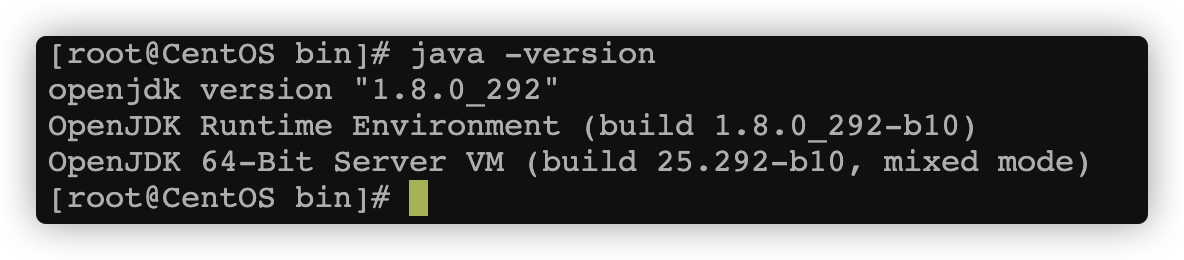 [root@CentOS bin]# java -version
openjdk version "1.8.0_292"
OpenJDK Runtime Environment (build 1.8.0_292-b10)
OpenJDK 64-Bit Server VM (build 25.292-b10, mixed mode)
[root@CentOS bin]#